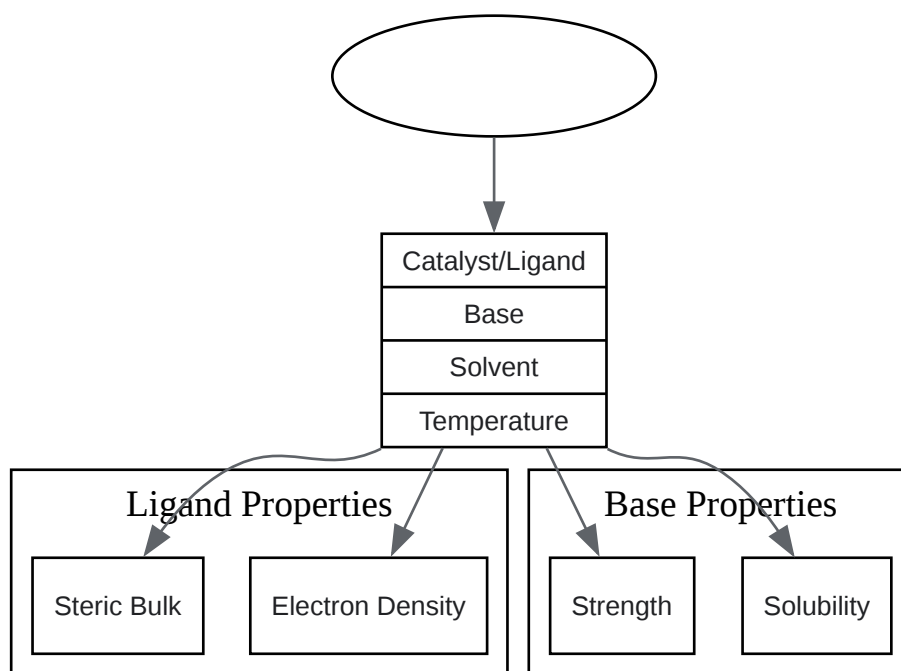 Catalyst/Ligand
Base
Solvent
Temperature
Ligand Properties
Base Properties
Steric Bulk
Electron Density
Strength
Solubility